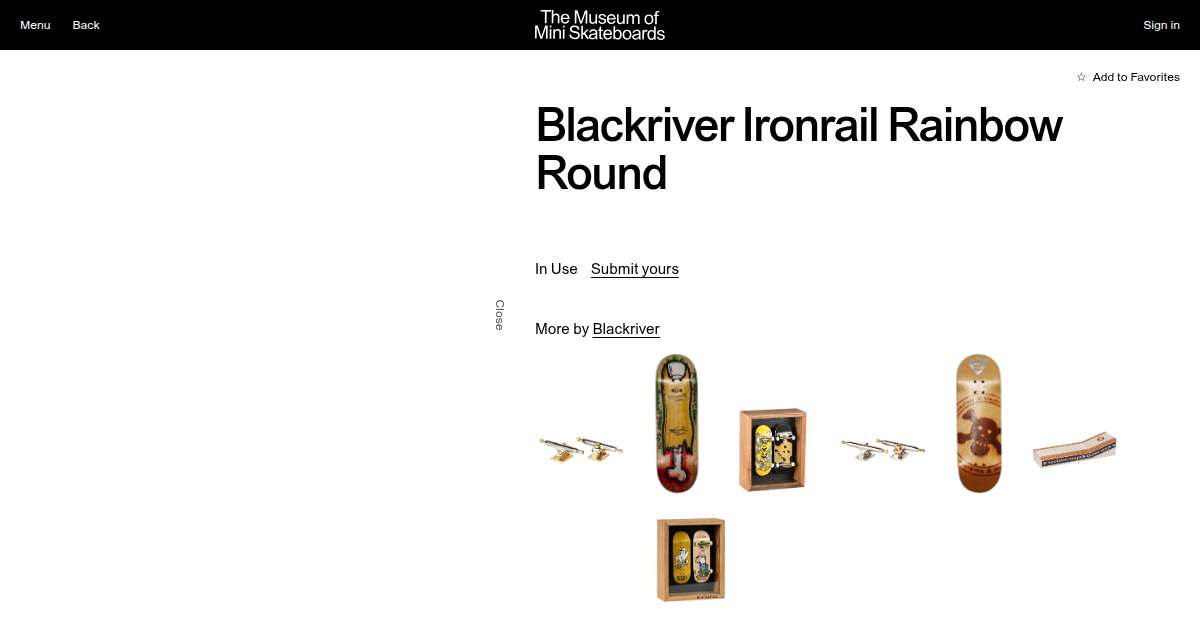 Menu
Back
The Museum of
Mini Skateboards
Sign in
☆ Add to Favorites
Blackriver Ironrail Rainbow
Round
In Use
Submit yours
Close
More by Blackriver